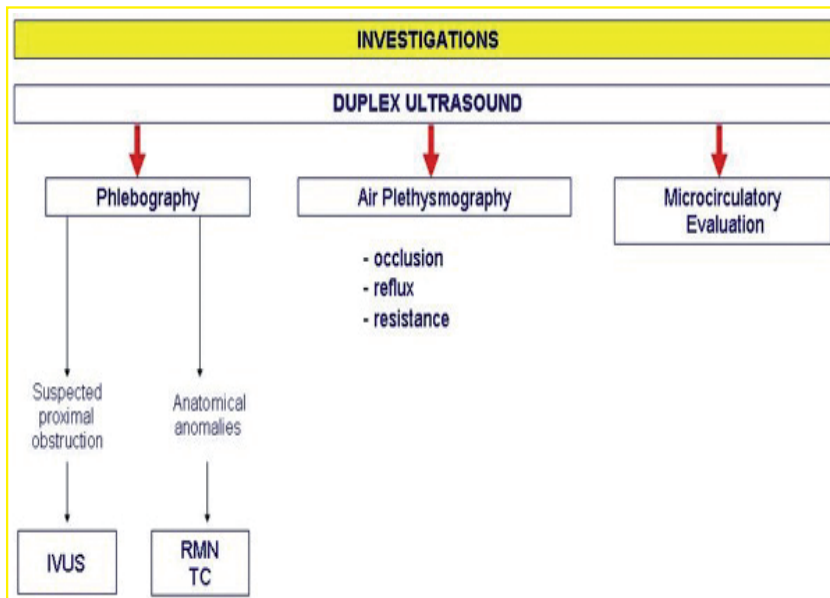 INVESTIGATIONS
DUPLEX ULTRASOUND
Phlebography
Air Plethysmography
Microcirculatory
Evaluation
- occlusion
- reflux
- resistance
Suspected
proximal
obstruction
Anatomical
anomalies
IVUS
RMN
TC